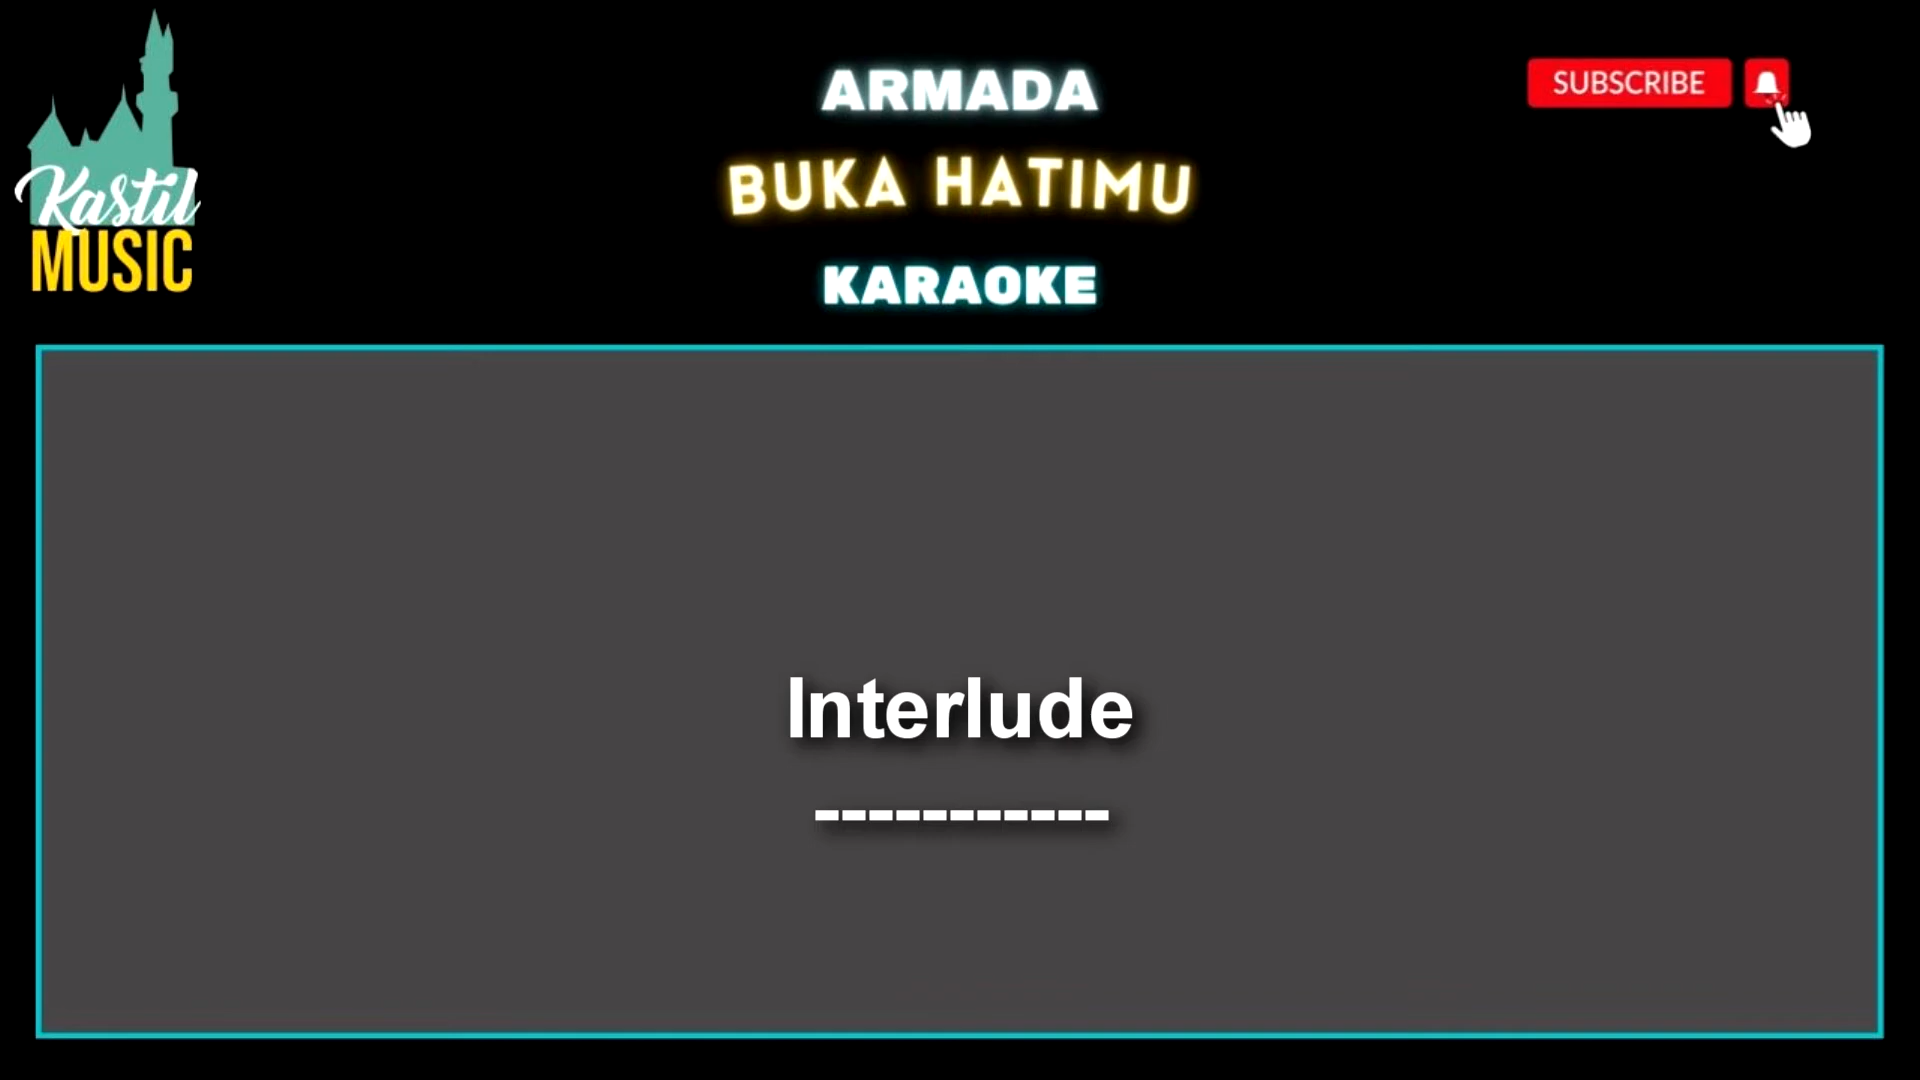 ARMADA
BUKA HATIMU
KARAOKE
SUBSCRIBE
Kastil
MUSIC
Interlude
-----------